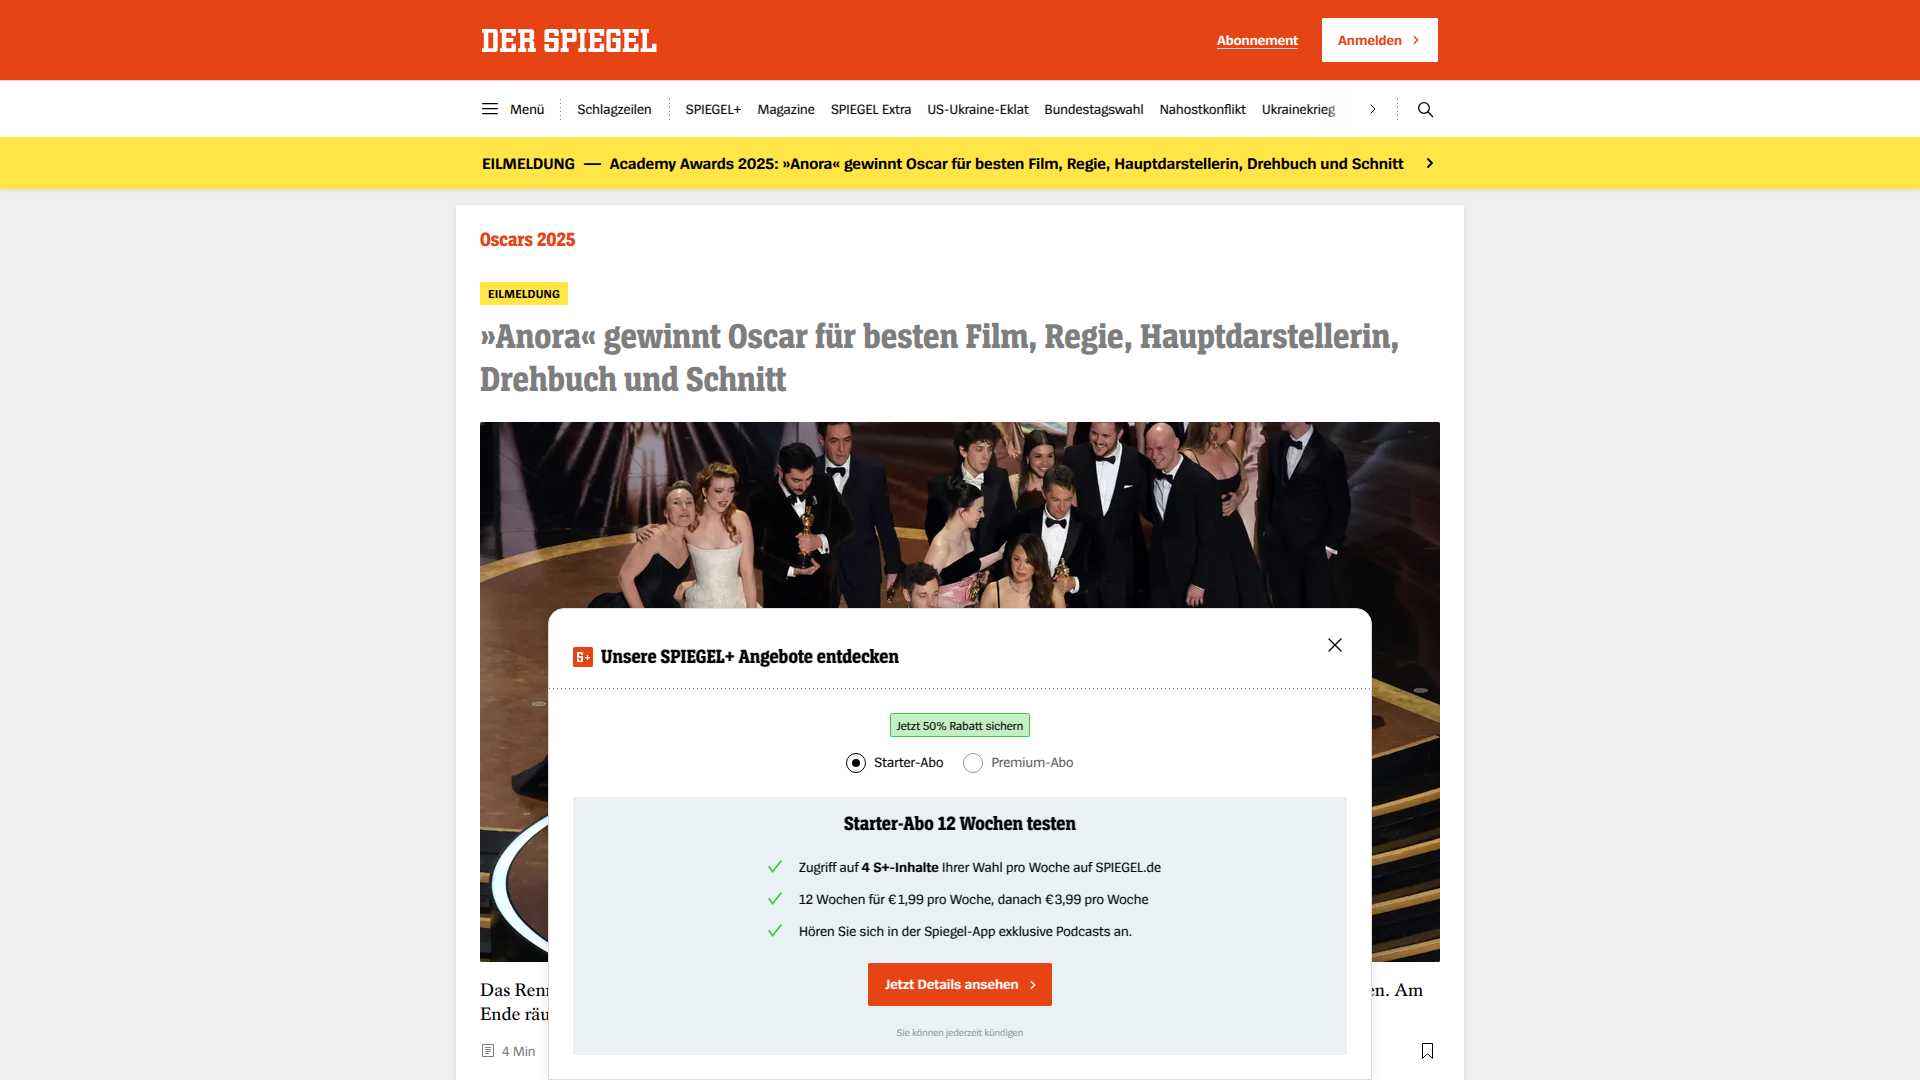 DER SPIEGEL
Abonnement
Anmelden
Menü
Schlagzeilen
SPIEGEL+
Magazine
SPIEGEL Extra
US-Ukraine-Eklat
Bundestagswahl
Nahostkonflikt
Ukrainekrieg
EILMELDUNG — Academy Awards 2025: »Anora« gewinnt Oscar für besten Film, Regie, Hauptdarstellerin, Drehbuch und Schnitt
Oscars 2025
EILMELDUNG
»Anora« gewinnt Oscar für besten Film, Regie, Hauptdarstellerin,
Drehbuch und Schnitt
Unsere SPIEGEL+ Angebote entdecken
Jetzt 50% Rabatt sichern
Starter-Abo
Premium-Abo
Starter-Abo 12 Wochen testen
Zugriff auf 4 S+-Inhalte Ihrer Wahl pro Woche auf SPIEGEL.de
12 Wochen für € 1,99 pro Woche, danach € 3,99 pro Woche
Hören Sie sich in der Spiegel-App exklusive Podcasts an.
Jetzt Details ansehen
Sie können jederzeit kündigen
Das
Am
Ende
4 Min